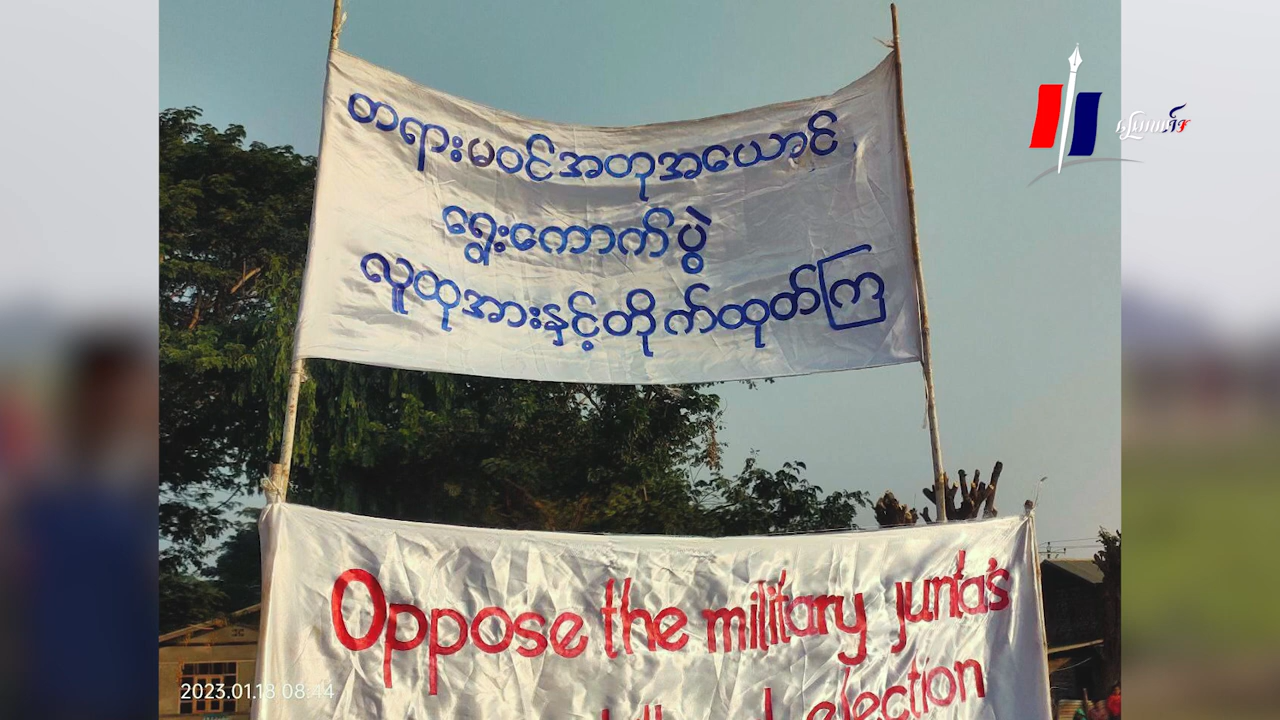 တရားမဝင်အတုအယောင်
ရွေးကောက်ပွဲ
လူထုအားနှင့်တိုက်ထုတ်ကြ
Oppose the military junta's
election
2023.01.18 08:44